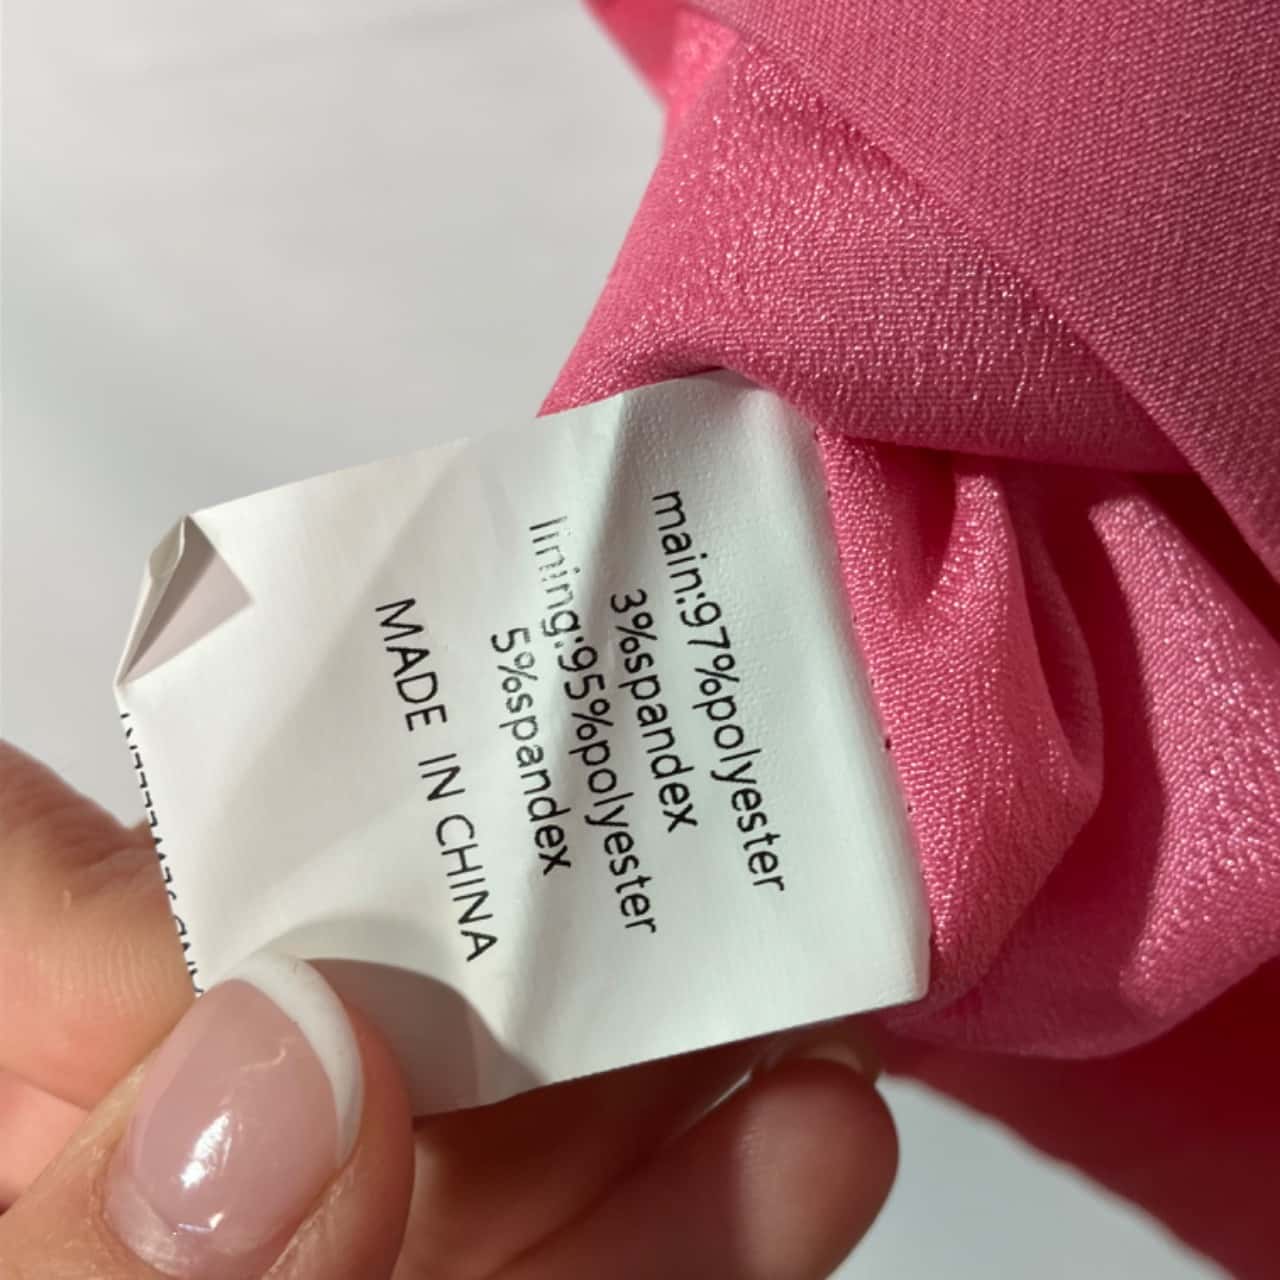 main:97%polyester
3%spandex
lining:95%polyester
5%spandex
MADE IN CHINA